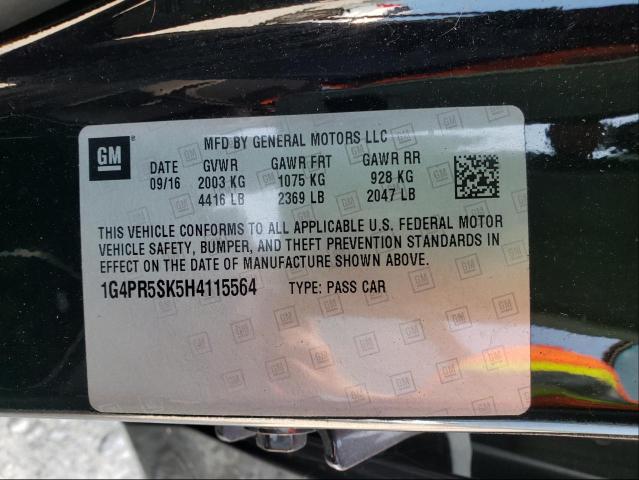 GM
MFD BY GENERAL MOTORS LLC
DATE GVWR GAWR FRT GAWR RR
09/16 2003 KG 1075 KG 928 KG
4416 LB 2369 LB 2047 LB
THIS VEHICLE CONFORMS TO ALL APPLICABLE U.S. FEDERAL MOTOR
VEHICLE SAFETY, BUMPER, AND THEFT PREVENTION STANDARDS IN
EFFECT ON THE DATE OF MANUFACTURE SHOWN ABOVE.
1G4PR5SK5H4115564 TYPE: PASS CAR